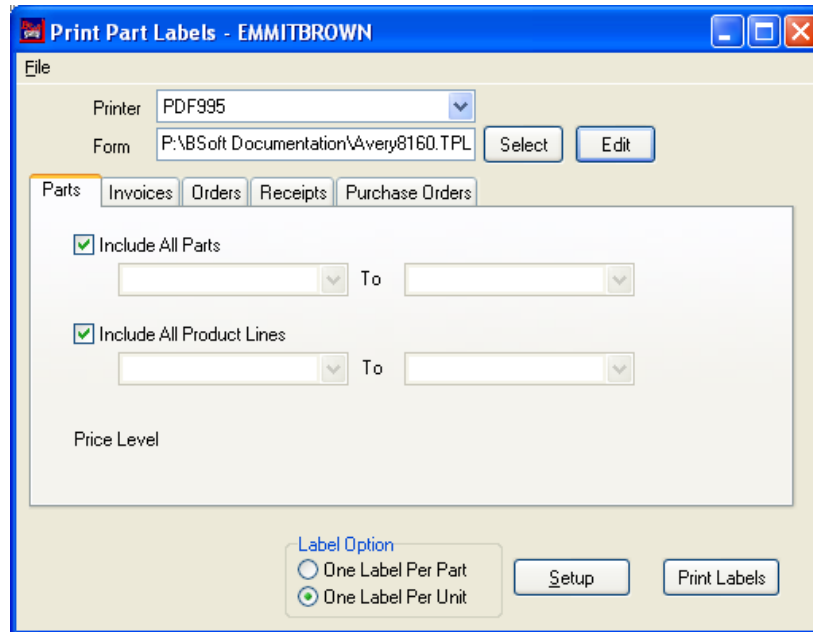 Print Part Labels - EMMITBROWN
File
Printer PDF995
Form P:\BSoft Documentation\Avery8160.TPL Select Edit
Parts Invoices Orders Receipts Purchase Orders
Include All Parts
To
Include All Product Lines
To
Price Level
Label Option
One Label Per Part
One Label Per Unit
Setup Print Labels